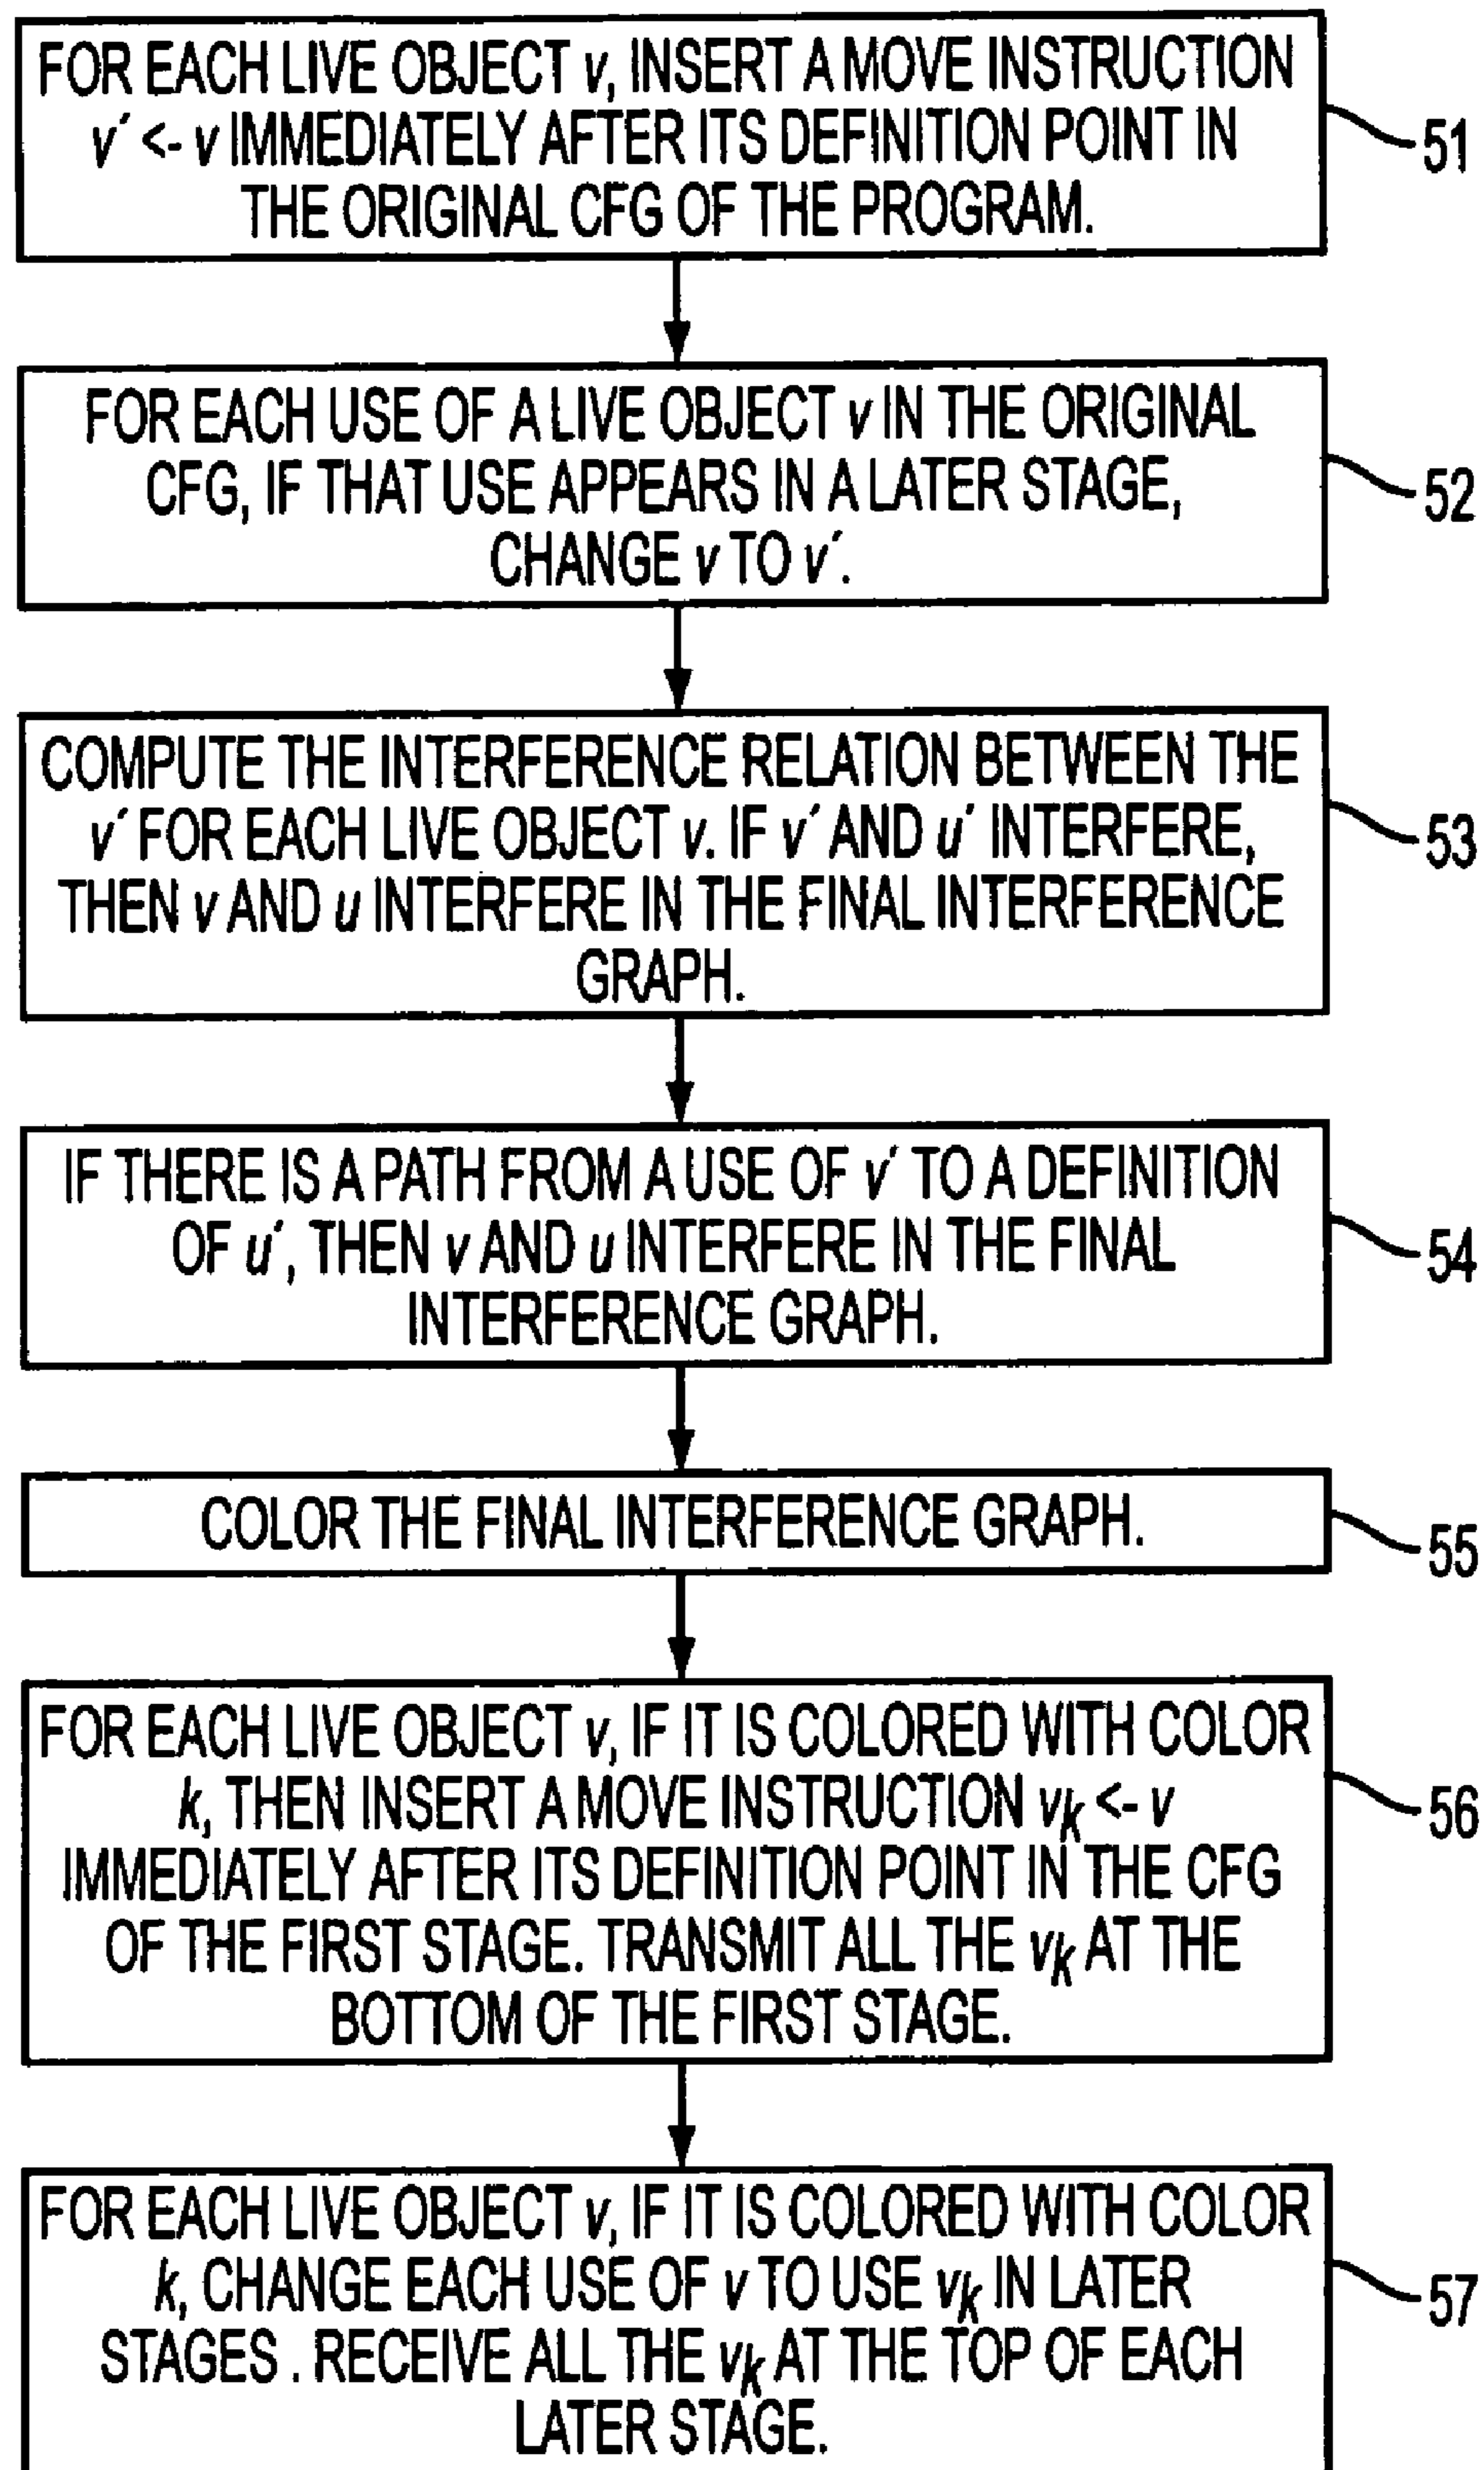 FOR EACH LIVE OBJECT v, INSERT A MOVE INSTRUCTION
v´ <- v IMMEDIATELY AFTER ITS DEFINITION POINT IN
THE ORIGINAL CFG OF THE PROGRAM.
51
FOR EACH USE OF A LIVE OBJECT v IN THE ORIGINAL
CFG, IF THAT USE APPEARS IN A LATER STAGE,
CHANGE v TO v´.
52
COMPUTE THE INTERFERENCE RELATION BETWEEN THE
v´ FOR EACH LIVE OBJECT v. IF v´ AND u´ INTERFERE,
THEN v AND u INTERFERE IN THE FINAL INTERFERENCE
GRAPH.
53
IF THERE IS A PATH FROM A USE OF v´ TO A DEFINITION
OF u´, THEN v AND u INTERFERE IN THE FINAL
INTERFERENCE GRAPH.
54
COLOR THE FINAL INTERFERENCE GRAPH.
55
FOR EACH LIVE OBJECT v, IF IT IS COLORED WITH COLOR
k, THEN INSERT A MOVE INSTRUCTION vk <- v
IMMEDIATELY AFTER ITS DEFINITION POINT IN THE CFG
OF THE FIRST STAGE. TRANSMIT ALL THE vk AT THE
BOTTOM OF THE FIRST STAGE.
56
FOR EACH LIVE OBJECT v, IF IT IS COLORED WITH COLOR
k, CHANGE EACH USE OF v TO USE vk IN LATER
STAGES . RECEIVE ALL THE vk AT THE TOP OF EACH
LATER STAGE.
57